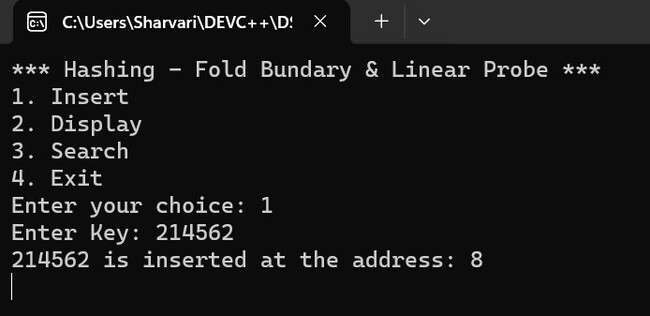 C:\Users\Sharvari\DEVC++\DS
*** Hashing - Fold Bundary & Linear Probe ***
1. Insert
2. Display
3. Search
4. Exit
Enter your choice: 1
Enter Key: 214562
214562 is inserted at the address: 8